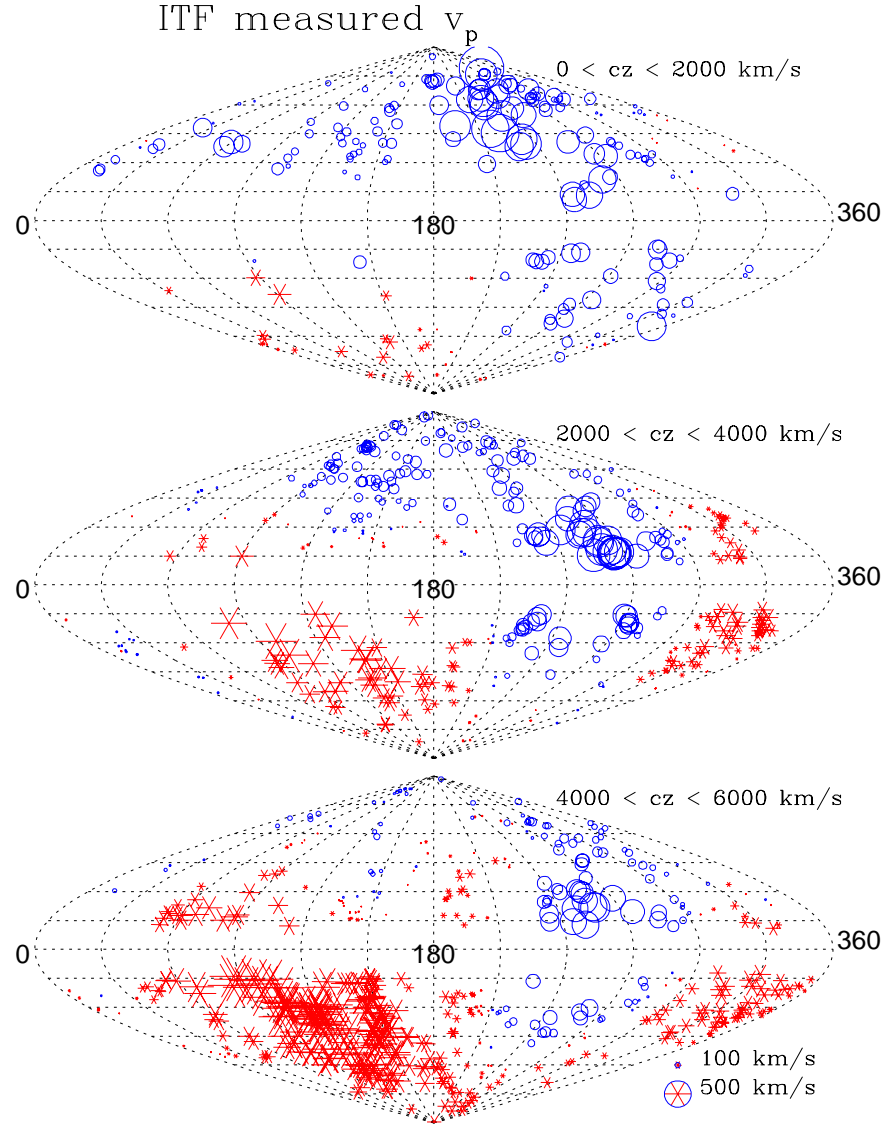 ITF measured v_p
0 < cz < 2000 km/s
0 180 360
2000 < cz < 4000 km/s
0 180 360
4000 < cz < 6000 km/s
0 180 360
100 km/s
500 km/s